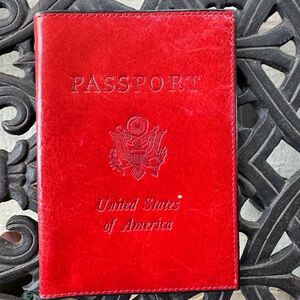 PASSPORT
United States
of America